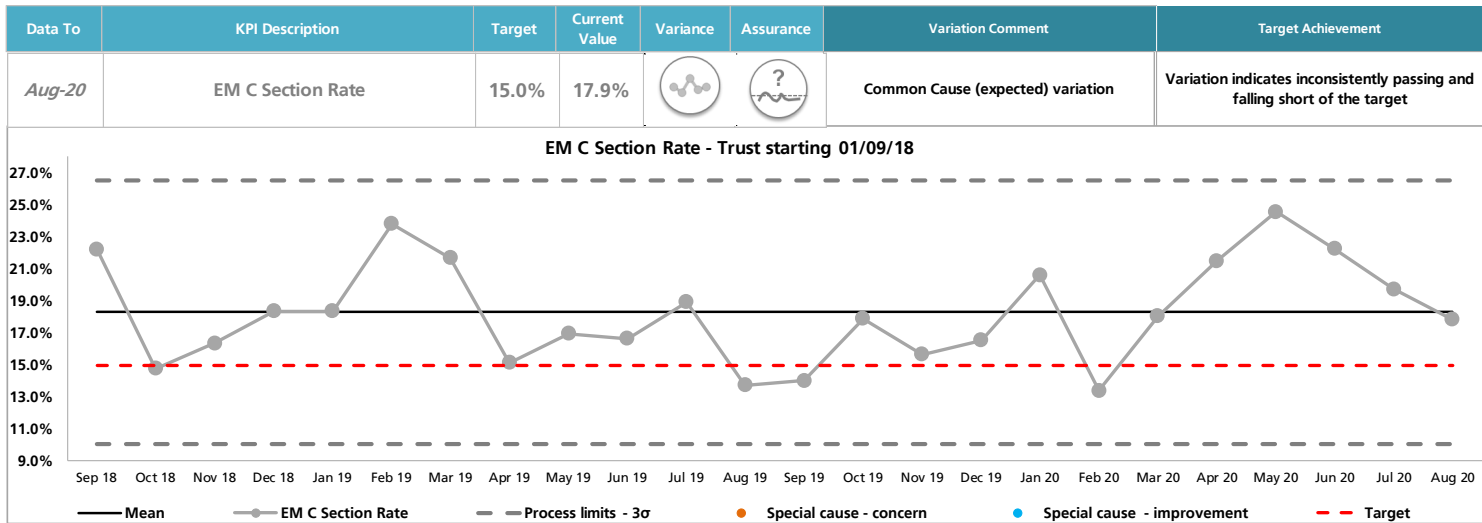 Data To KPI Description Target Current Value Variance Assurance Variation Comment Target Achievement
Aug-20 EM C Section Rate 15.0% 17.9% ? Common Cause (expected) variation Variation indicates inconsistently passing and
falling short of the target
EM C Section Rate - Trust starting 01/09/18
27.0%
25.0%
23.0%
21.0%
19.0%
17.0%
15.0%
13.0%
11.0%
9.0%
Sep 18 Oct 18 Nov 18 Dec 18 Jan 19 Feb 19 Mar 19 Apr 19 May 19 Jun 19 Jul 19 Aug 19 Sep 19 Oct 19 Nov 19 Dec 19 Jan 20 Feb 20 Mar 20 Apr 20 May 20 Jun 20 Jul 20 Aug 20
Mean EM C Section Rate Process limits - 3σ Special cause - concern Special cause - improvement Target